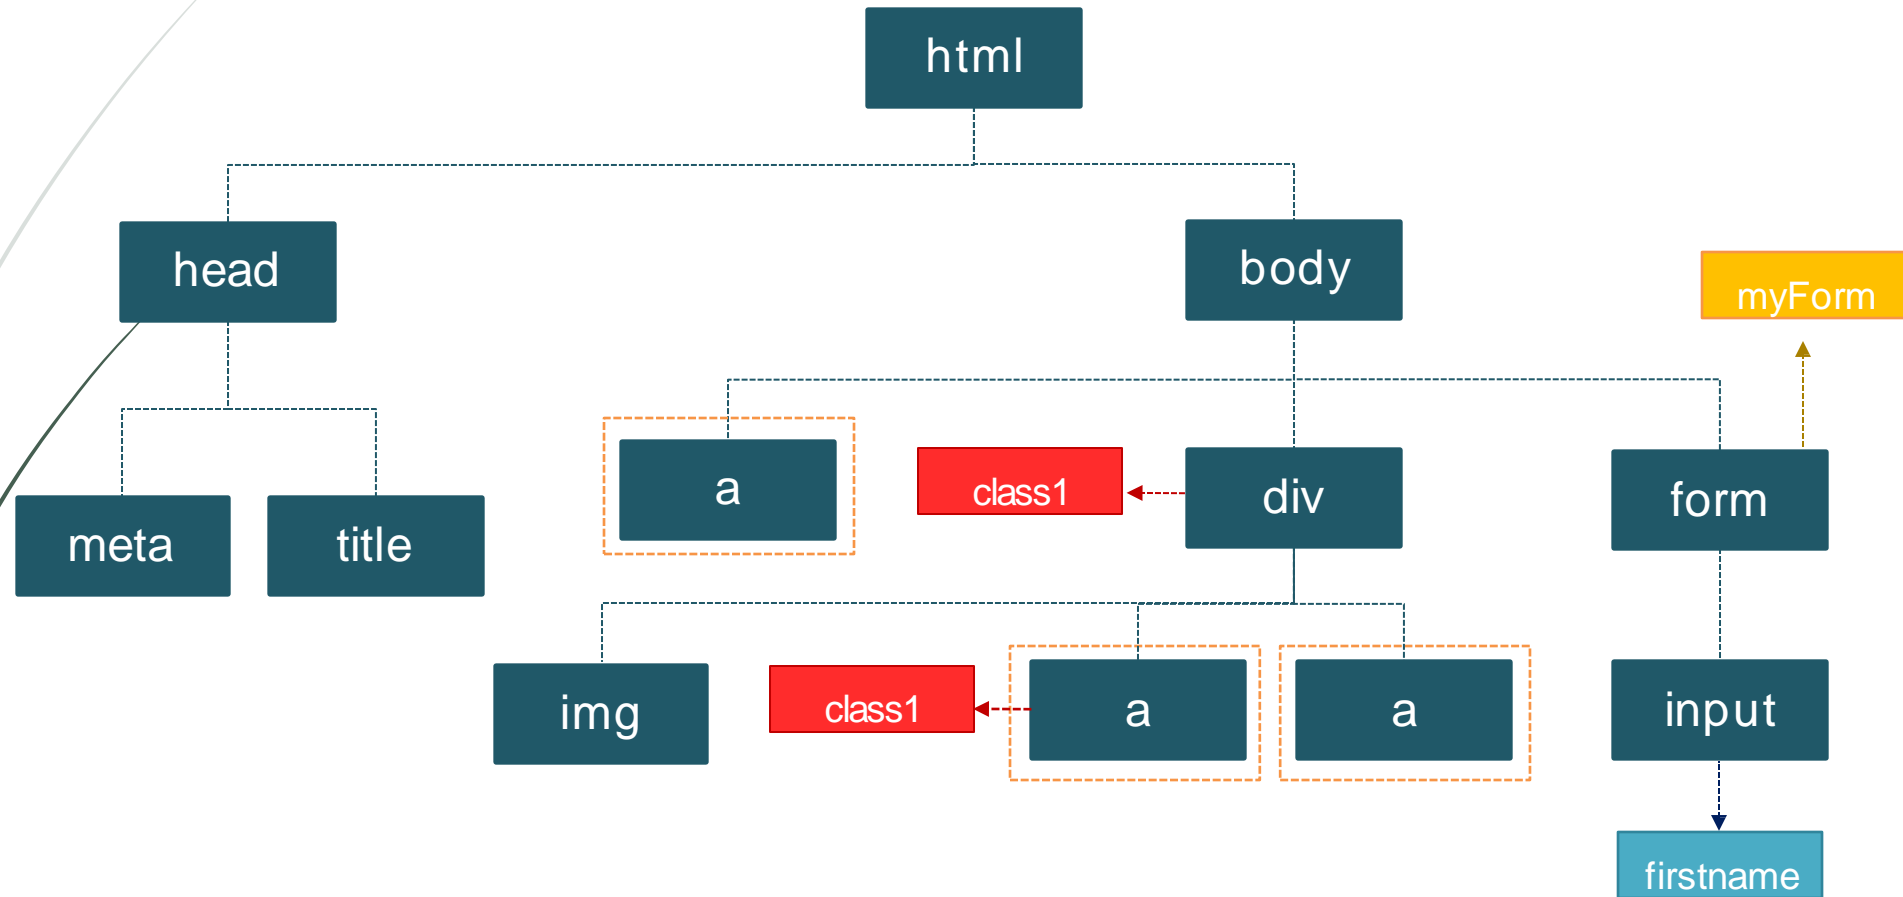 html
head
body
myForm
a
class1
div
form
meta
title
img
class1
a
a
input
firstname